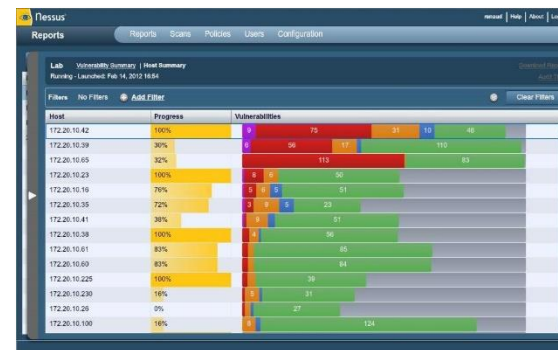 nessus
renaud | Help | About | Lo
Reports Reports Scans Policies Users Configuration
Lab Vulnerability Summary | Host Summary
Running - Launched: Feb 14, 2012 16:54
Filters No Filters Add Filter Clear Filters
Host Progress Vulnerabilities
172.20.10.42 100% 9 75 31 10 46
172.20.10.39 30% 6 56 17 110
172.20.10.65 32% 113 83
172.20.10.23 100% 8 6 50
172.20.10.16 76% 5 6 5 51
172.20.10.35 72% 3 8 5 23
172.20.10.41 38% 6 51
172.20.10.38 100% 4 56
172.20.10.61 83% 85
172.20.10.60 83% 84
172.20.10.225 100% 39
172.20.10.230 16% 5 31
172.20.10.26 0% 27
172.20.10.100 16% 6 124